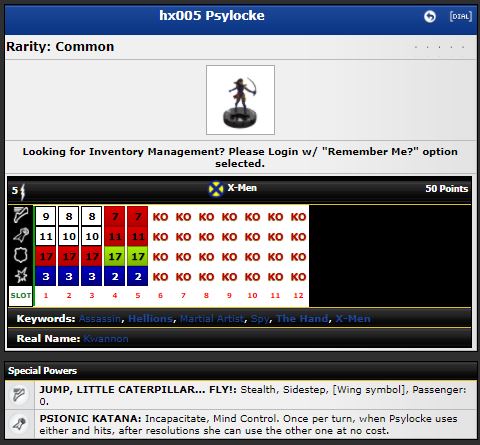 hx005 Psylocke
[DIAL]
Rarity: Common
Looking for Inventory Management? Please Login w/ "Remember Me?" option
selected.
5 X-Men 50 Points
9 8 8 7 7 KO KO KO KO KO KO KO
11 10 10 11 11 KO KO KO KO KO KO KO
17 17 17 17 17 KO KO KO KO KO KO KO
3 3 3 2 2 KO KO KO KO KO KO KO
SLOT 1 2 3 4 5 6 7 8 9 10 11 12
Keywords: Assassin, Hellions, Martial Artist, Spy, The Hand, X-Men
Real Name: Kwannon
Special Powers
JUMP, LITTLE CATERPILLAR... FLY!: Stealth, Sidestep, [Wing symbol], Passenger:
0.
PSIONIC KATANA: Incapacitate, Mind Control. Once per turn, when Psylocke uses
either and hits, after resolutions she can use the other one at no cost.